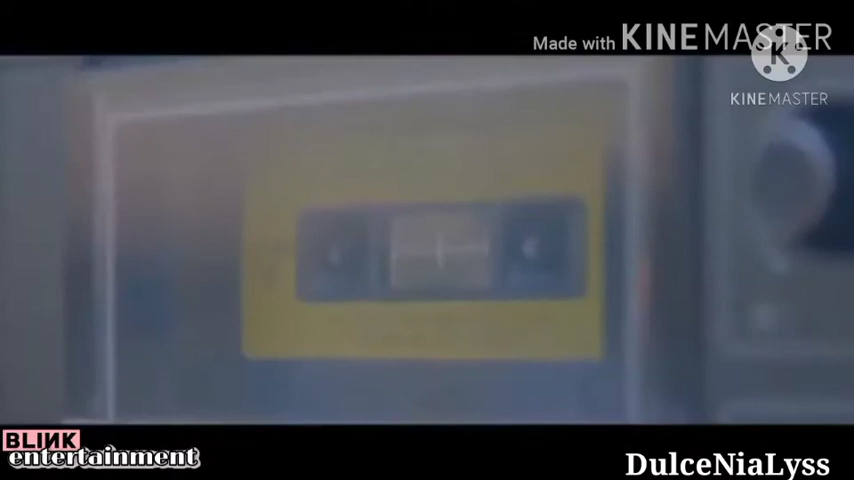 Made with KINEMASTER
KINEMASTER
BLINK
entertainment
DulceNiaLyss